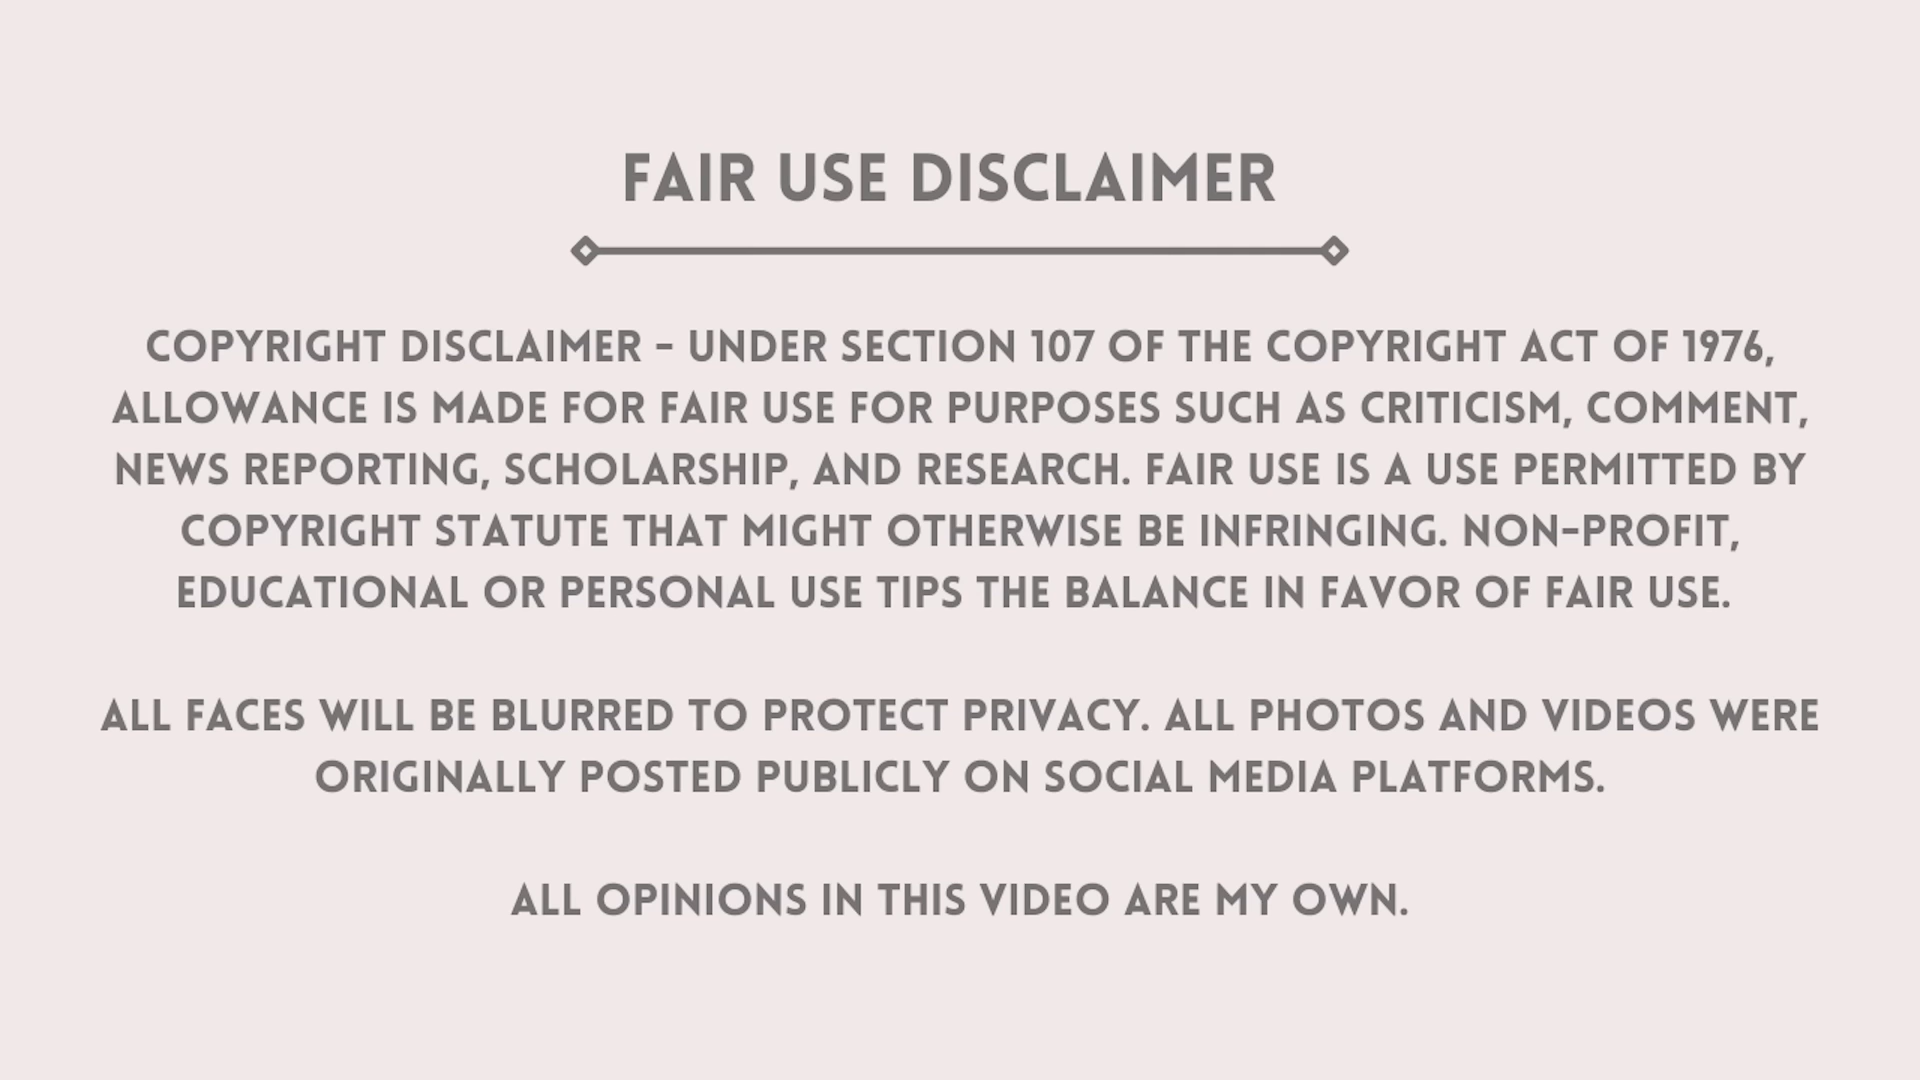 FAIR USE DISCLAIMER
COPYRIGHT DISCLAIMER - UNDER SECTION 107 OF THE COPYRIGHT ACT OF 1976,
ALLOWANCE IS MADE FOR FAIR USE FOR PURPOSES SUCH AS CRITICISM, COMMENT,
NEWS REPORTING, SCHOLARSHIP, AND RESEARCH. FAIR USE IS A USE PERMITTED BY
COPYRIGHT STATUTE THAT MIGHT OTHERWISE BE INFRINGING. NON-PROFIT,
EDUCATIONAL OR PERSONAL USE TIPS THE BALANCE IN FAVOR OF FAIR USE.
ALL FACES WILL BE BLURRED TO PROTECT PRIVACY. ALL PHOTOS AND VIDEOS WERE
ORIGINALLY POSTED PUBLICLY ON SOCIAL MEDIA PLATFORMS.
ALL OPINIONS IN THIS VIDEO ARE MY OWN.